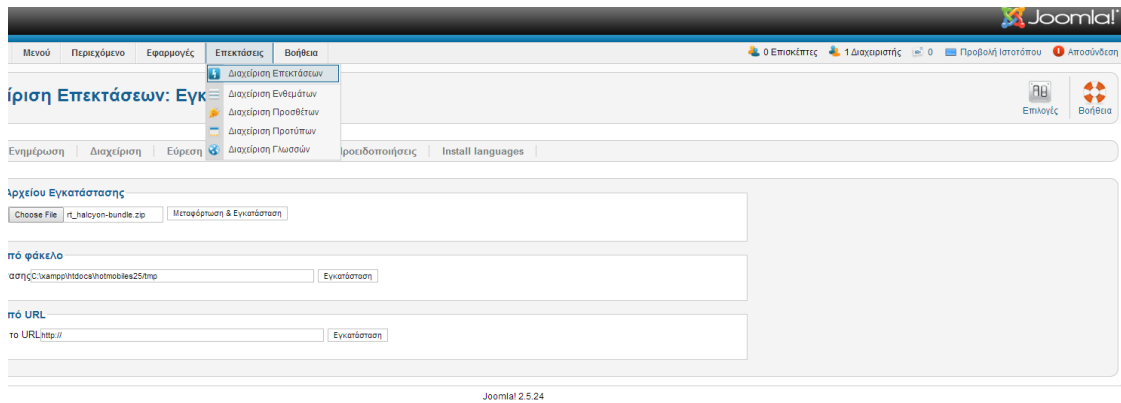 Joomla!
Μενού Περιεχόμενο Εφαρμογές Επεκτάσεις Βοήθεια 0 Επισκέπτες 1 Διαχειριστής 0 Προβολή Ιστοτόπου Αποσύνδεση
Διαχείριση Επεκτάσεων
Διαχείριση Ενθεμάτων
Διαχείριση Προσθέτων
Διαχείριση Προτύπων
Διαχείριση Γλωσσών
ίριση Επεκτάσεων: Εγκ
Επιλογές Βοήθεια
Ενημέρωση Διαχείριση Εύρεση ροειδοποιήσεις Install languages
Αρχείου Εγκατάστασης
Choose File rt_halcyon-bundle.zip Μεταφόρτωση & Εγκατάσταση
πό φάκελο
ασης C:\xampp\htdocs\hotmobiles25/tmp Εγκατάσταση
πό URL
το URL http:// Εγκατάσταση
Joomla! 2.5.24